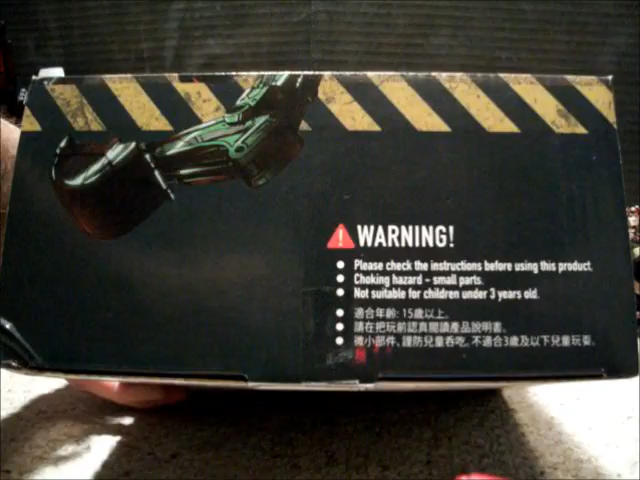 WARNING!
Please check the instructions before using this product.
Choking hazard - small parts.
Not suitable for children under 3 years old.
適合年齡: 15歲以上。
請在把玩前認真閱讀產品說明書。
微小部件, 謹防兒童吞吃, 不適合3歲及以下兒童玩耍。